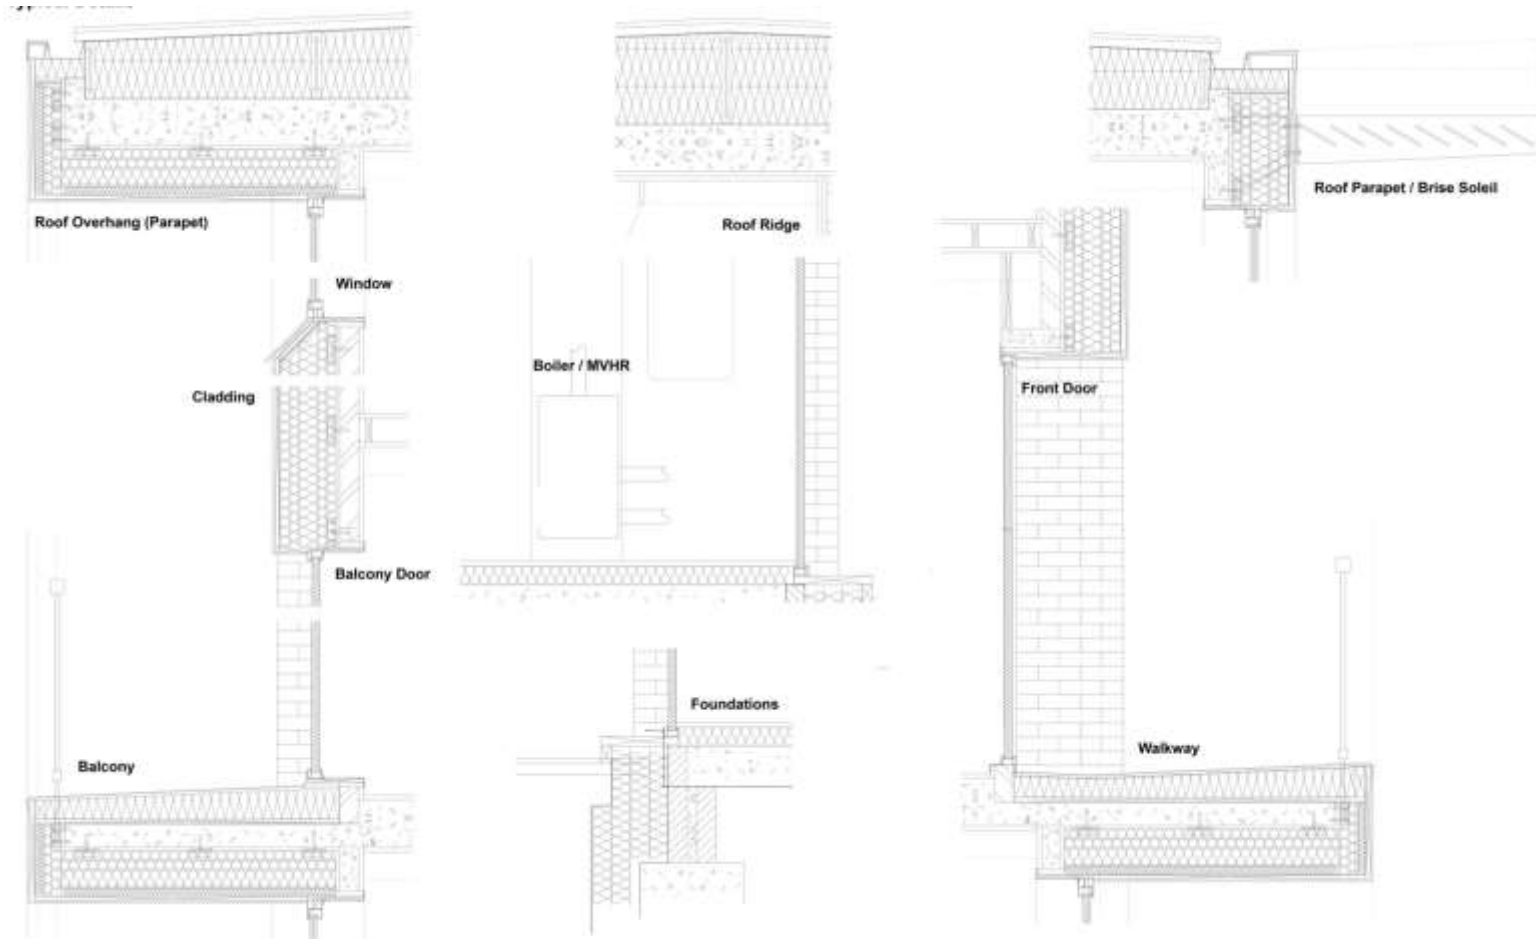 Roof Parapet / Brise Soleil
Roof Overhang (Parapet)
Roof Ridge
Window
Boiler / MVHR
Front Door
Cladding
Balcony Door
Foundations
Walkway
Balcony